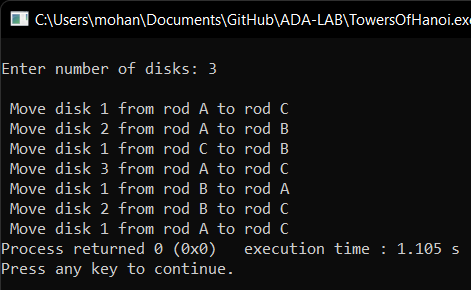 C:\Users\mohan\Documents\GitHub\ADA-LAB\TowersOfHanoi.exe
Enter number of disks: 3
Move disk 1 from rod A to rod C
Move disk 2 from rod A to rod B
Move disk 1 from rod C to rod B
Move disk 3 from rod A to rod C
Move disk 1 from rod B to rod A
Move disk 2 from rod B to rod C
Move disk 1 from rod A to rod C
Process returned 0 (0x0)   execution time : 1.105 s
Press any key to continue.